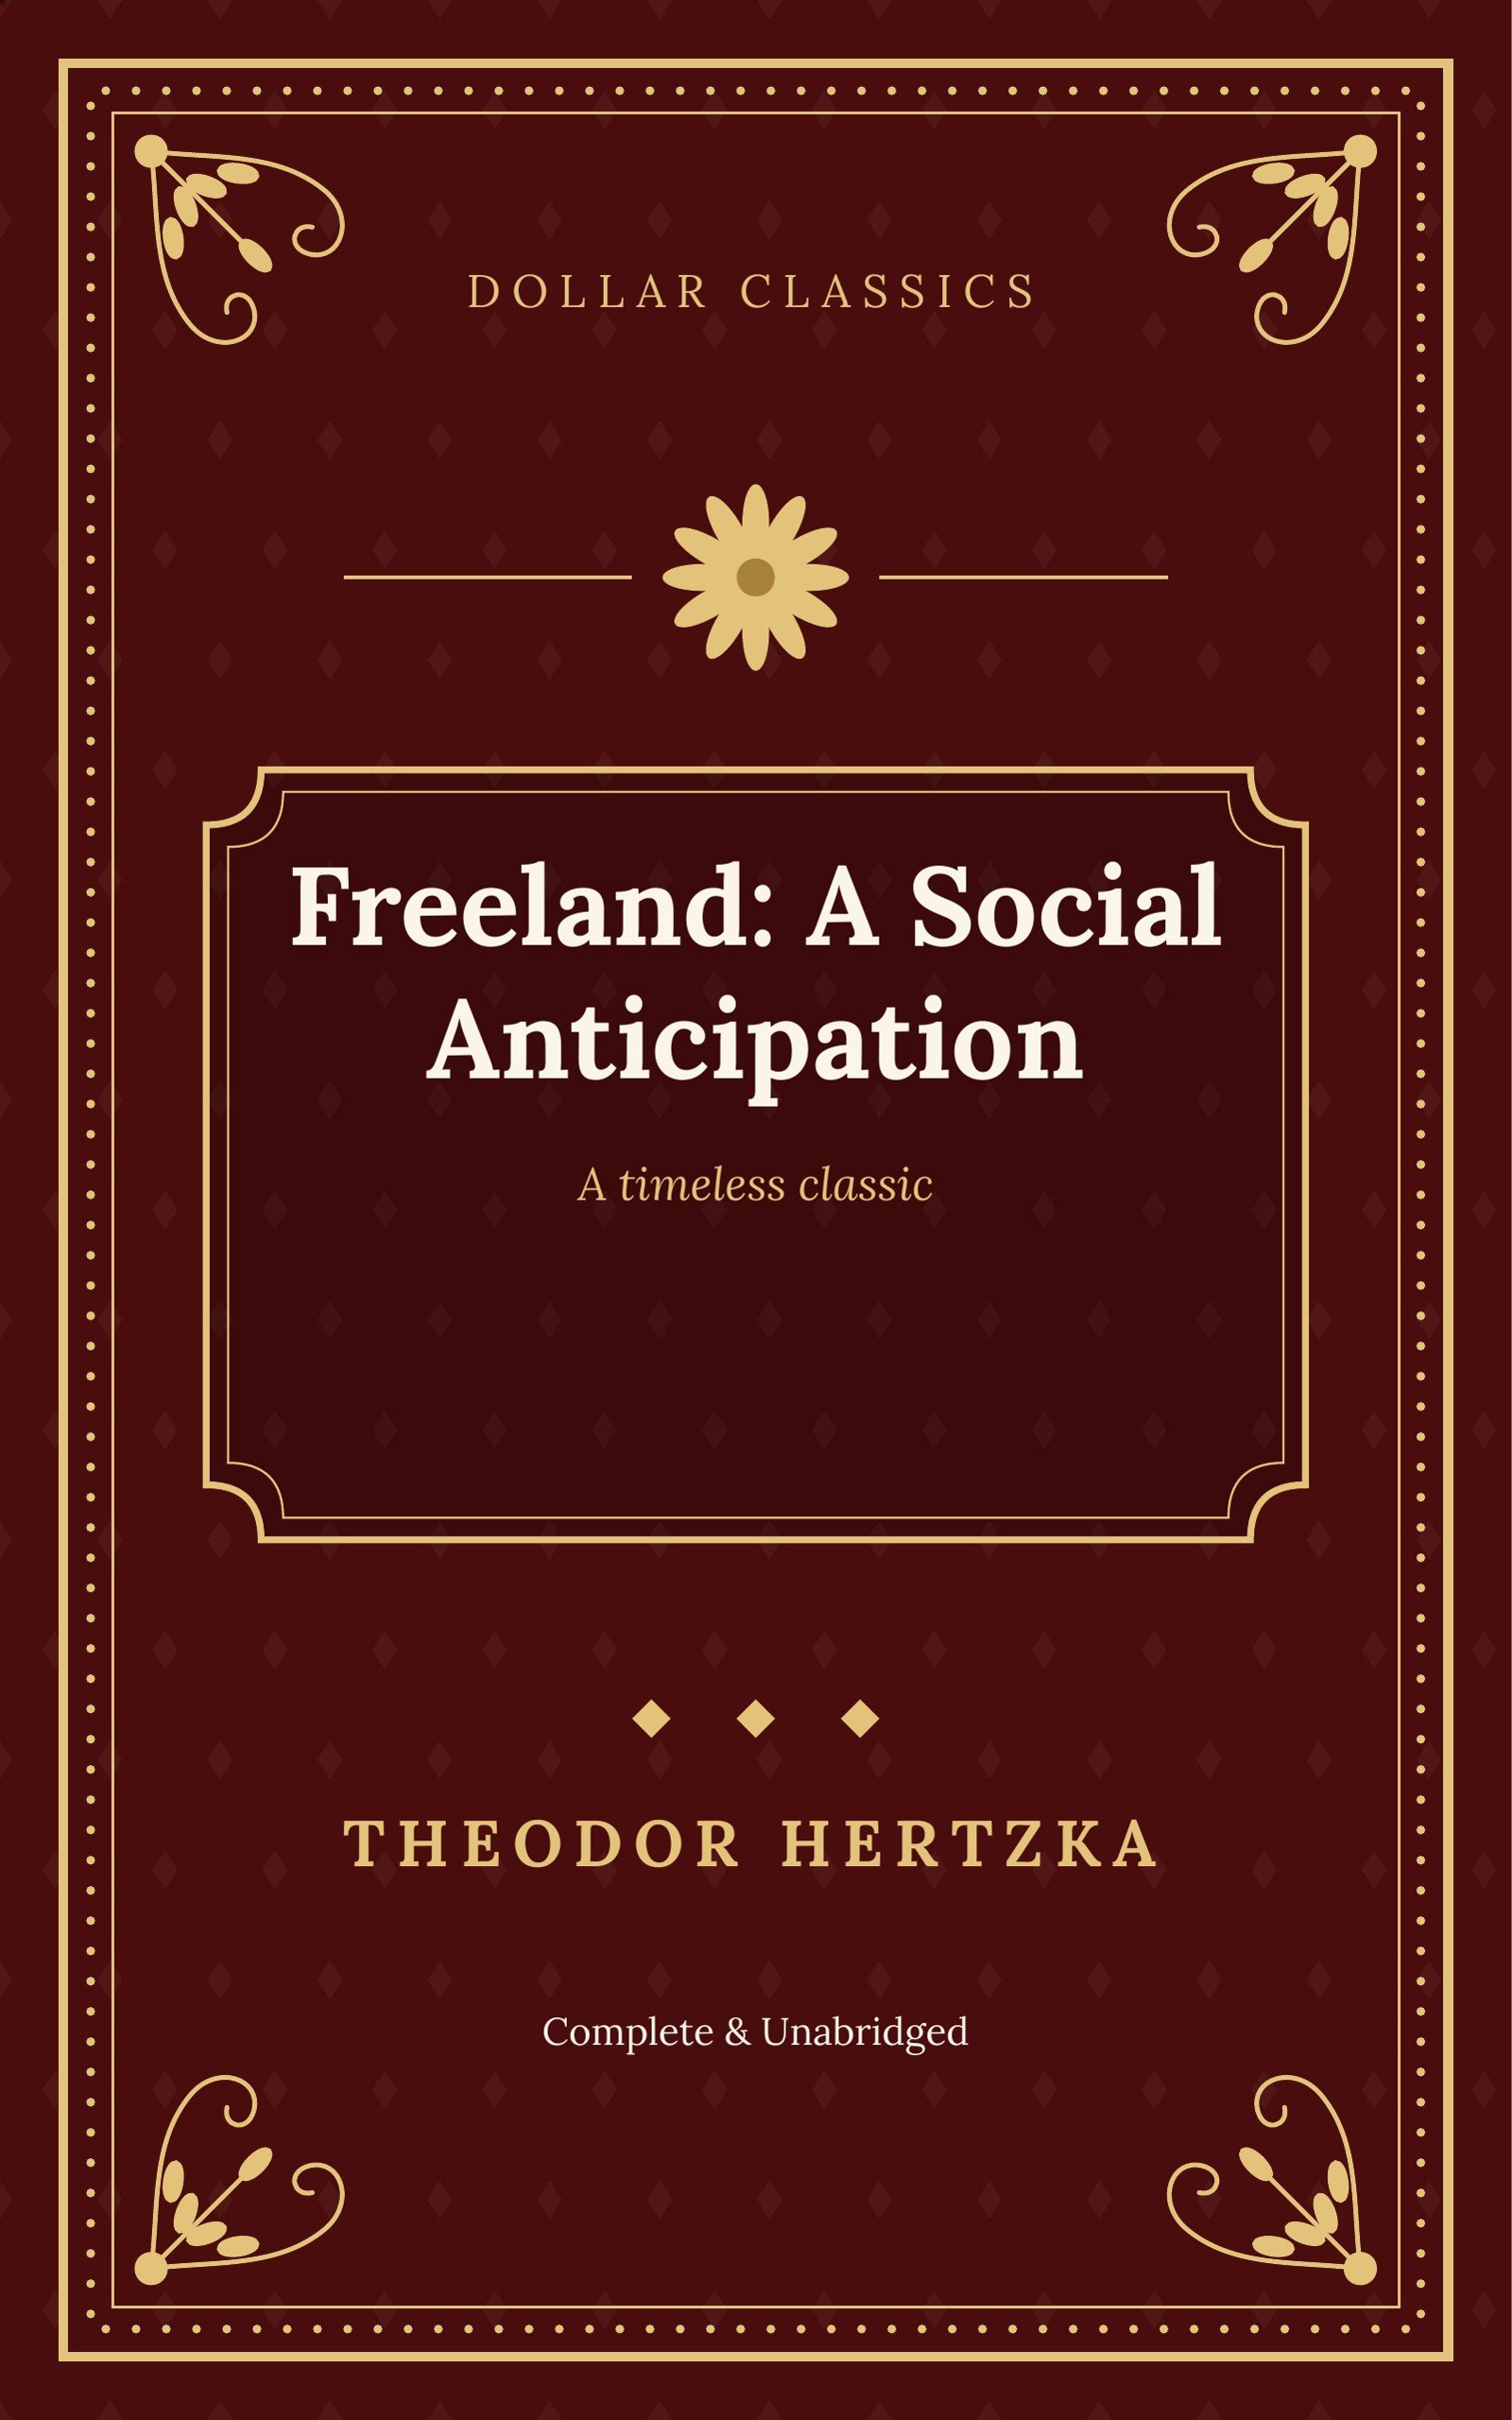 DOLLAR CLASSICS
Freeland: A Social
Anticipation
A timeless classic
THEODOR HERTZKA
Complete & Unabridged